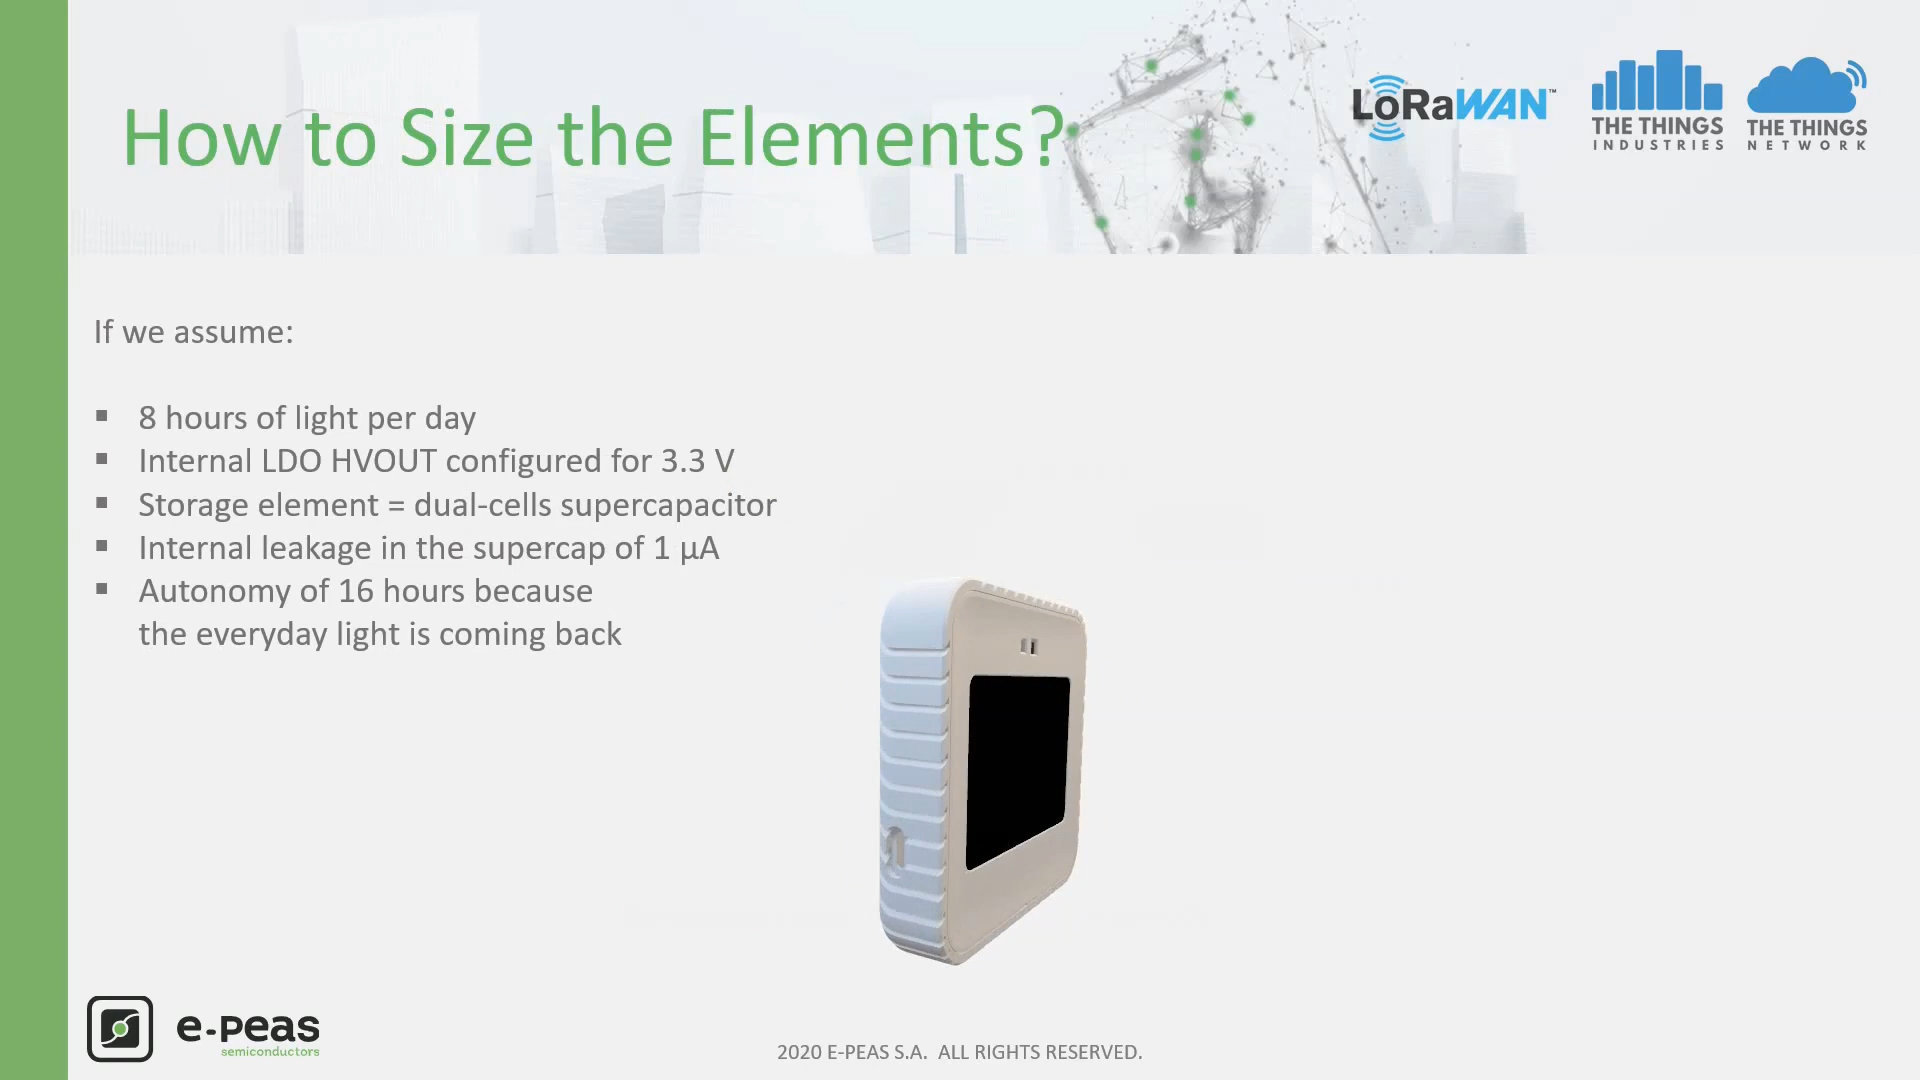 How to Size the Elements?
LoRaWAN™
THE THINGS
INDUSTRIES
THE THINGS
NETWORK
If we assume:
▪ 8 hours of light per day
▪ Internal LDO HVOUT configured for 3.3 V
▪ Storage element = dual-cells supercapacitor
▪ Internal leakage in the supercap of 1 µA
▪ Autonomy of 16 hours because
the everyday light is coming back
e-peas
semiconductors
2020 E-PEAS S.A. ALL RIGHTS RESERVED.